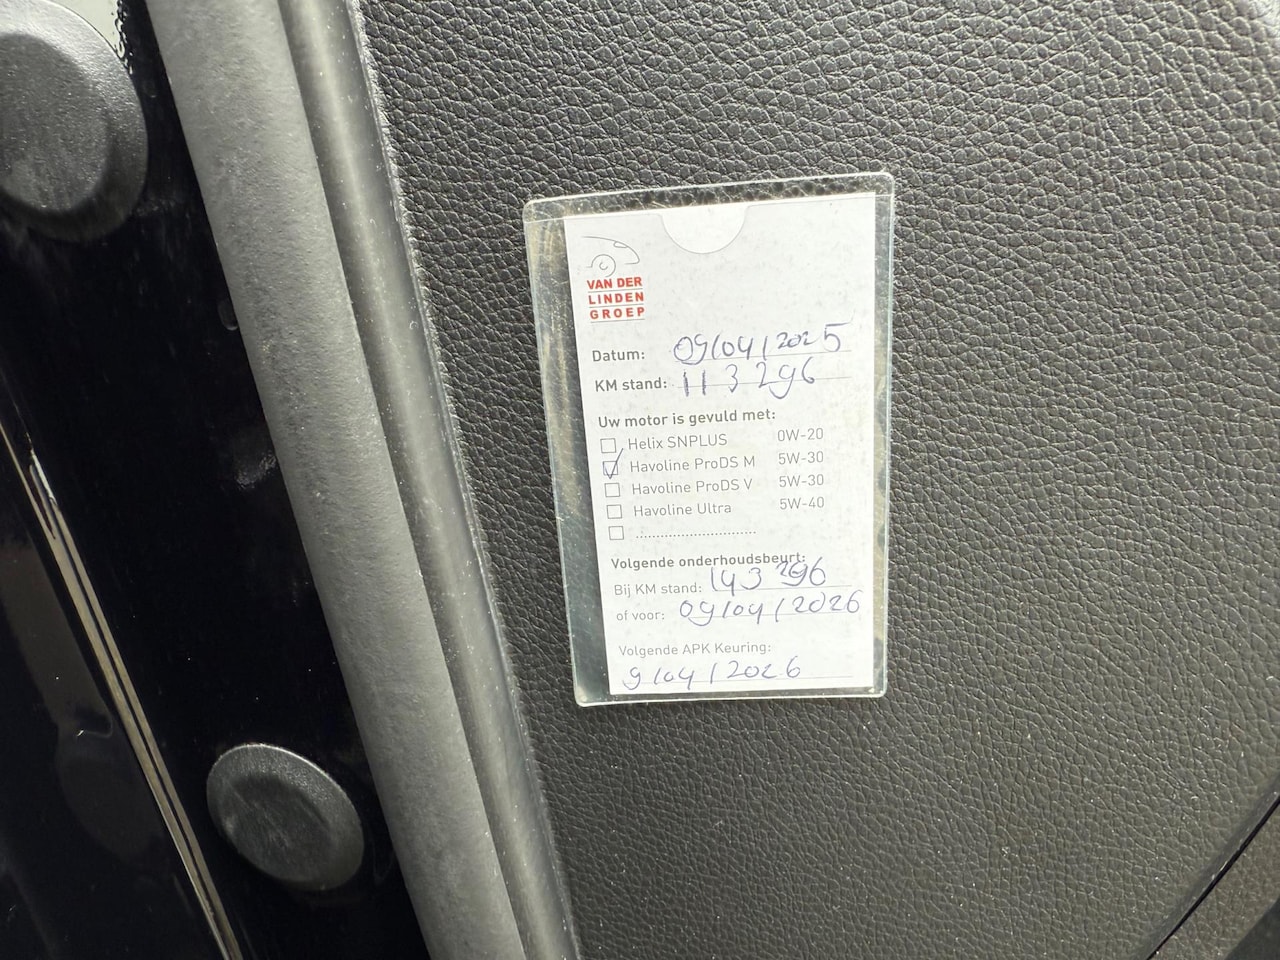 VAN DER
LINDEN
GROEP
Datum: 09/04/2025
KM stand: 113296
Uw motor is gevuld met:
Helix SNPLUS 0W-20
Havoline ProDS M 5W-30
Havoline ProDS V 5W-30
Havoline Ultra 5W-40
..............................
Volgende onderhoudsbeurt:
Bij KM stand: 143296
of voor: 09/04/2026
Volgende APK Keuring:
9/04/2026